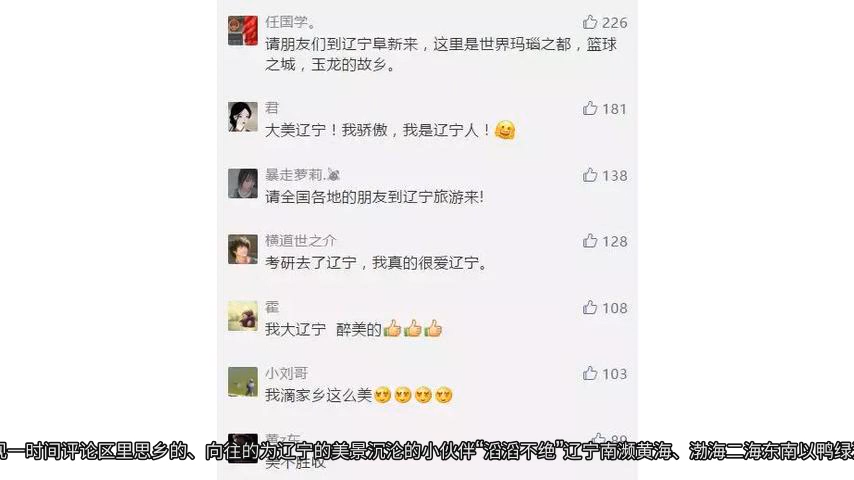 任国学。 226
请朋友们到辽宁阜新来，这里是世界玛瑙之都，篮球
之城，玉龙的故乡。
君 181
大美辽宁！我骄傲，我是辽宁人！
暴走萝莉. 138
请全国各地的朋友到辽宁旅游来!
横道世之介 128
考研去了辽宁，我真的很爱辽宁。
霍 108
我大辽宁 醉美的
小刘哥 103
我滴家乡这么美
一时间评论区里思乡的、向往的为辽宁的美景沉沦的小伙伴“滔滔不绝”辽宁南濒黄海、渤海二海东南以鸭绿
美不胜收